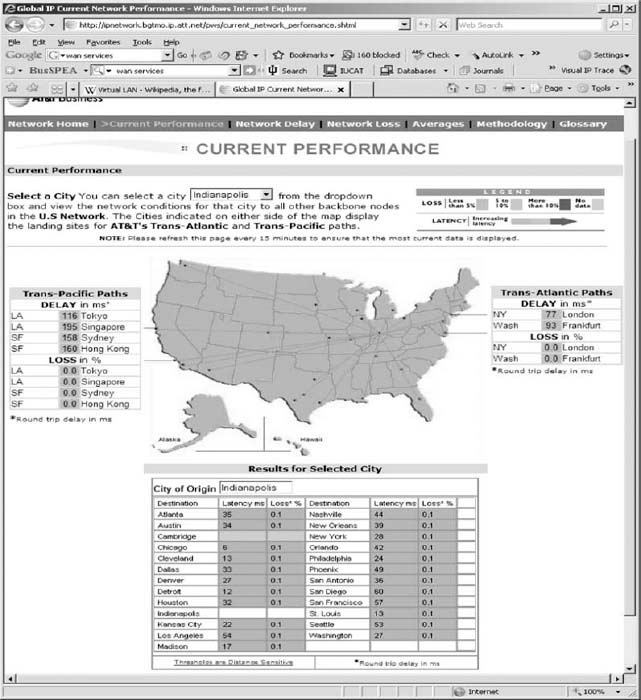 Global IP Current Network Performance - Windows Internet Explorer
http://ipnetwork.bgtmo.ip.att.net/pws/current_network_performance.shtml
Web Search
File Edit View Favorites Tools Help
Google wan services Go Bookmarks 160 blocked Check AutoLink Settings
BUSSPEA wan services Search IUCAT Databases Journals Visual IP Trace
Virtual LAN - Wikipedia, the f... Global IP Current Networ... Page Tools
AT&T Business
Network Home | >Current Performance | Network Delay | Network Loss | Averages | Methodology | Glossary
CURRENT PERFORMANCE
Current Performance
Select a City You can select a city Indianapolis from the dropdown
box and view the network conditions for that city to all other backbone nodes
in the U.S Network. The Cities indicated on either side of the map display
the landing sites for AT&T's Trans-Atlantic and Trans-Pacific paths.
LEGEND
LOSS Less than 5% 5 to 10% More than 10% No data
LATENCY Increasing latency
NOTE: Please refresh this page every 15 minutes to ensure that the most current data is displayed.
Trans-Pacific Paths
DELAY in ms*
LA 116 Tokyo
LA 195 Singapore
SF 158 Sydney
SF 160 Hong Kong
LOSS in %
LA 0.0 Tokyo
LA 0.0 Singapore
SF 0.0 Sydney
SF 0.0 Hong Kong
*Round trip delay in ms
Trans-Atlantic Paths
DELAY in ms*
NY 77 London
Wash 93 Frankfurt
LOSS in %
NY 0.0 London
Wash 0.0 Frankfurt
*Round trip delay in ms
Alaska
Hawaii
Results for Selected City
City of Origin Indianapolis
Destination Latency ms Loss* % Destination Latency ms Loss* %
Atlanta 35 0.1 Nashville 44 0.1
Austin 34 0.1 New Orleans 39 0.1
Cambridge New York 28 0.1
Chicago 6 0.1 Orlando 42 0.1
Cleveland 13 0.1 Philadelphia 24 0.1
Dallas 33 0.1 Phoenix 49 0.1
Denver 27 0.1 San Antonio 36 0.1
Detroit 12 0.1 San Diego 60 0.1
Houston 32 0.1 San Francisco 57 0.1
Indianapolis St. Louis 13 0.1
Kansas City 22 0.1 Seattle 53 0.1
Los Angeles 54 0.1 Washington 27 0.1
Madison 17 0.1
Thresholds are Distance Sensitive *Round trip delay in ms
Internet 100%